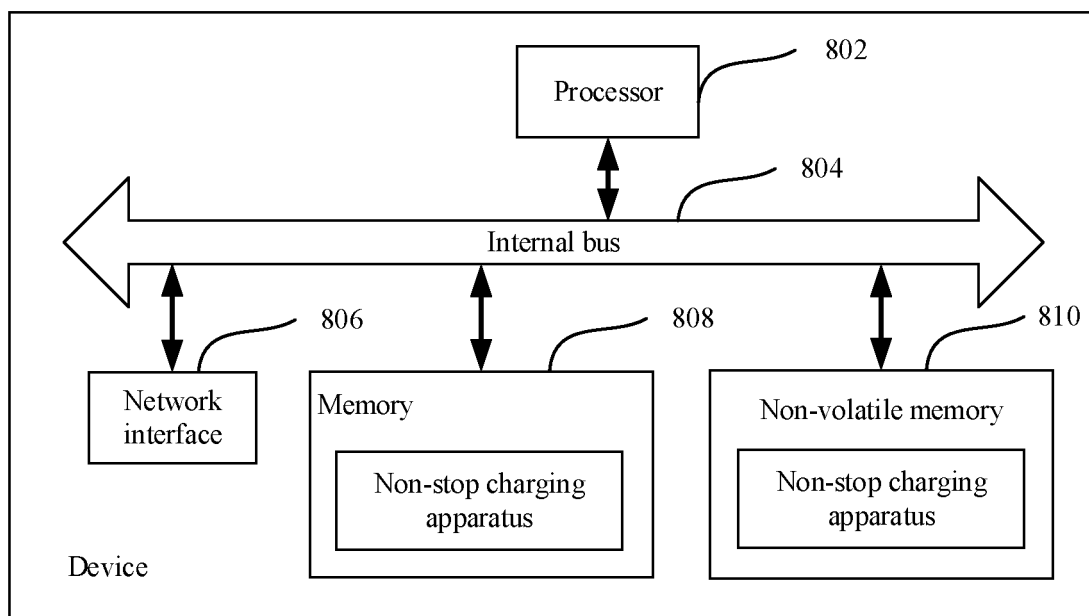 802
Processor
804
Internal bus
806
808
810
Network
interface
Memory
Non-volatile memory
Non-stop charging
apparatus
Non-stop charging
apparatus
Device